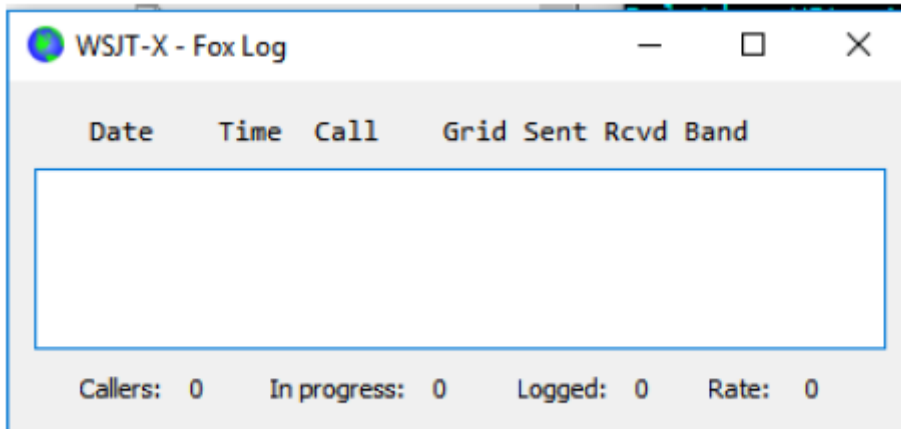 WSJT-X - Fox Log
Date Time Call Grid Sent Rcvd Band
Callers: 0 In progress: 0 Logged: 0 Rate: 0